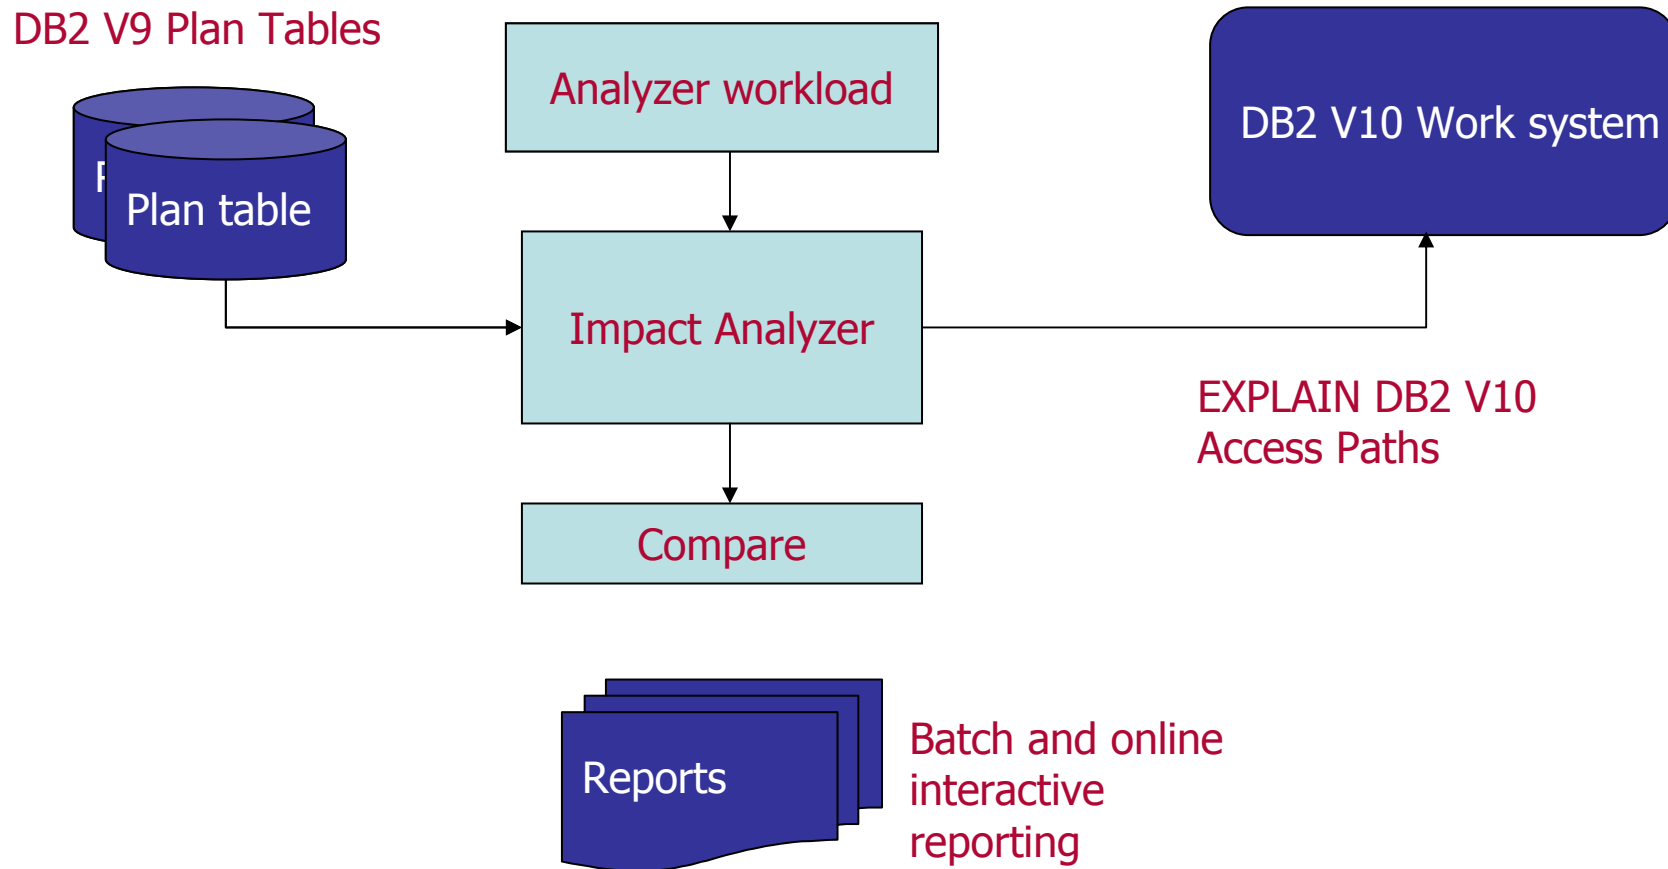 DB2 V9 Plan Tables
Analyzer workload
DB2 V10 Work system
Plan table
Impact Analyzer
EXPLAIN DB2 V10
Access Paths
Compare
Reports
Batch and online
interactive
reporting